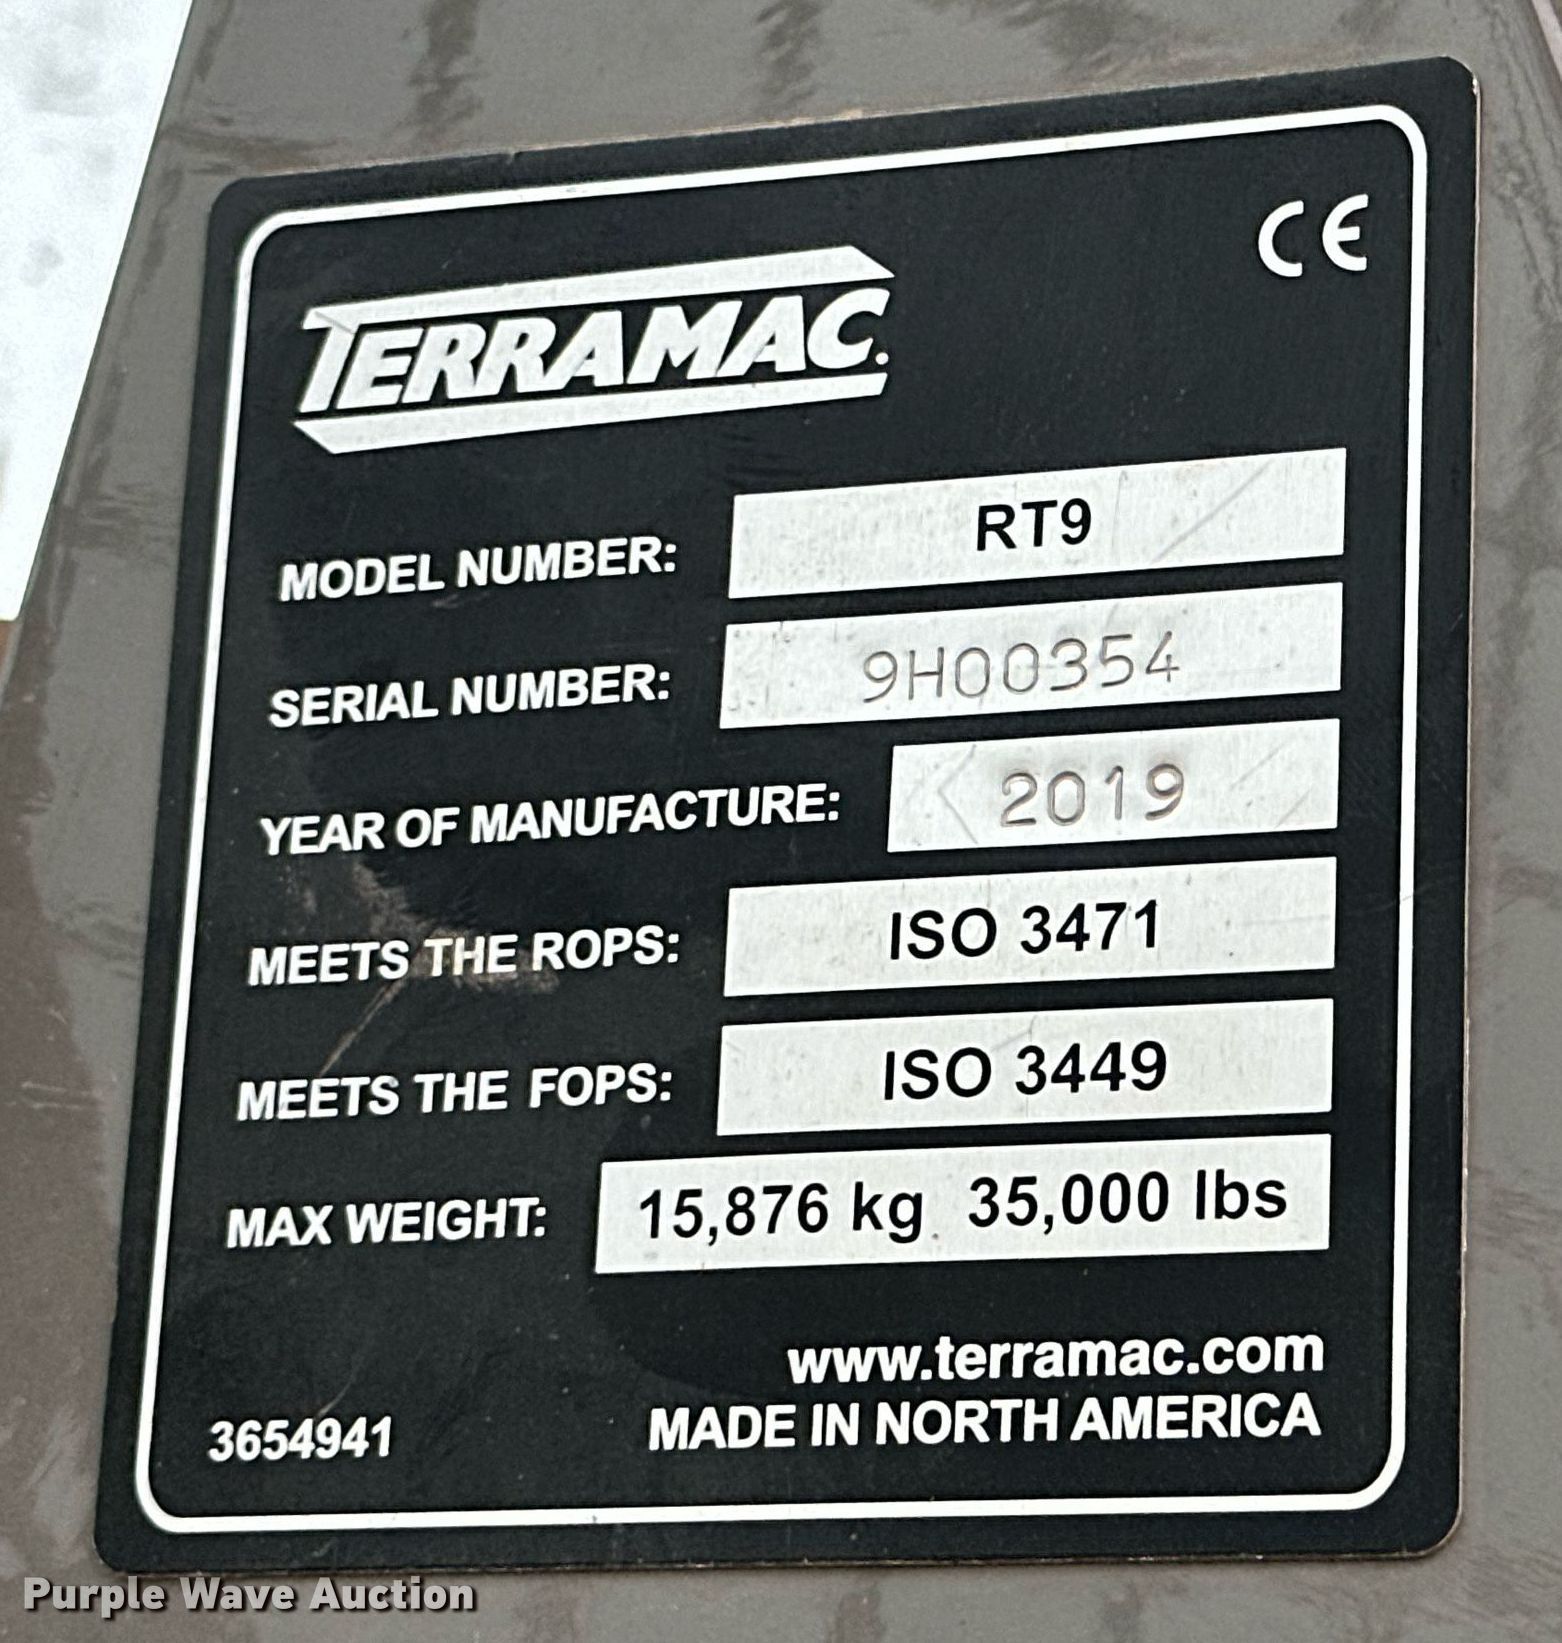 CE
TERRAMAC.
MODEL NUMBER: RT9
SERIAL NUMBER: 9H00354
YEAR OF MANUFACTURE: 2019
MEETS THE ROPS: ISO 3471
MEETS THE FOPS: ISO 3449
MAX WEIGHT: 15,876 kg 35,000 lbs
www.terramac.com
3654941 MADE IN NORTH AMERICA
Purple Wave Auction